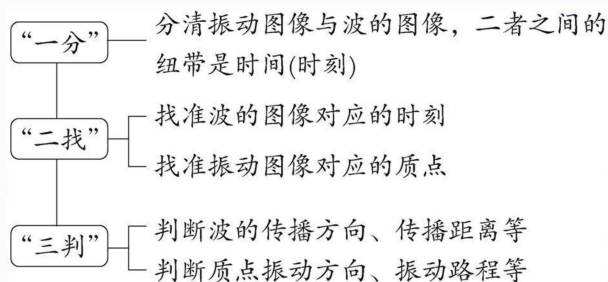 “一分”
分清振动图像与波的图像，二者之间的
纽带是时间(时刻)
“二找”
找准波的图像对应的时刻
找准振动图像对应的质点
“三判”
判断波的传播方向、传播距离等
判断质点振动方向、振动路程等